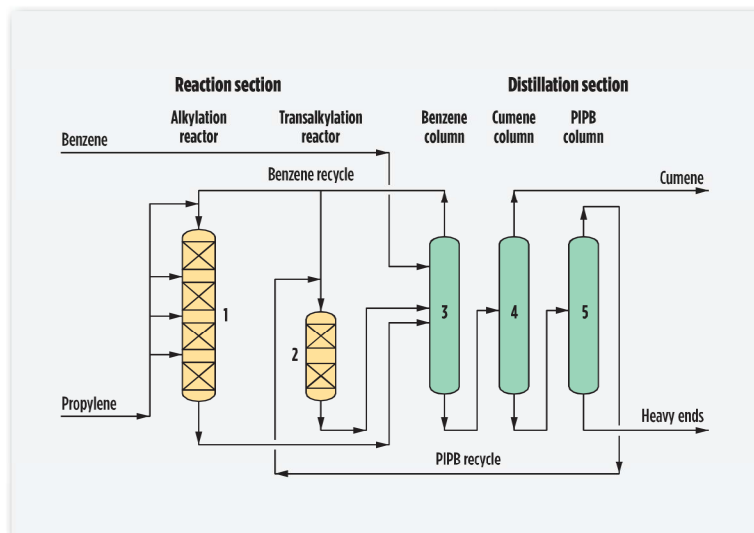 Reaction section
Distillation section
Alkylation
reactor
Transalkylation
reactor
Benzene
column
Cumene
column
PIPB
column
Benzene
Benzene recycle
Cumene
1
2
3
4
5
Propylene
Heavy ends
PIPB recycle